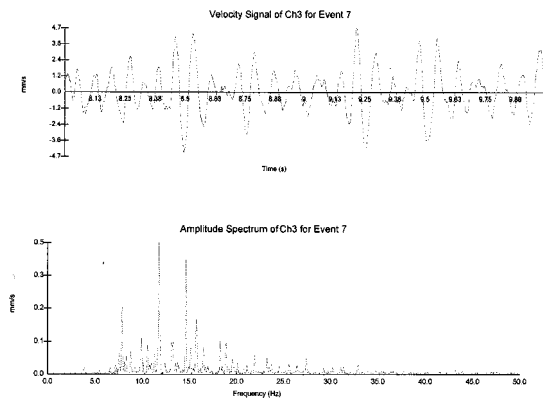 Velocity Signal of Ch3 for Event 7
4.7
3.6
2.4
1.2
0.0
-1.2
-2.4
-3.6
-4.7
mm/s
8.13 8.25 8.38 8.5 8.63 8.75 8.88 9. 9.13 9.25 9.38 9.5 9.63 9.75 9.88
Time (s)
Amplitude Spectrum of Ch3 for Event 7
0.5
0.3
0.2
0.1
0.0
mm/s
0.0 5.0 10.0 15.0 20.0 25.0 30.0 35.0 40.0 45.0 50.0
Frequency (Hz)